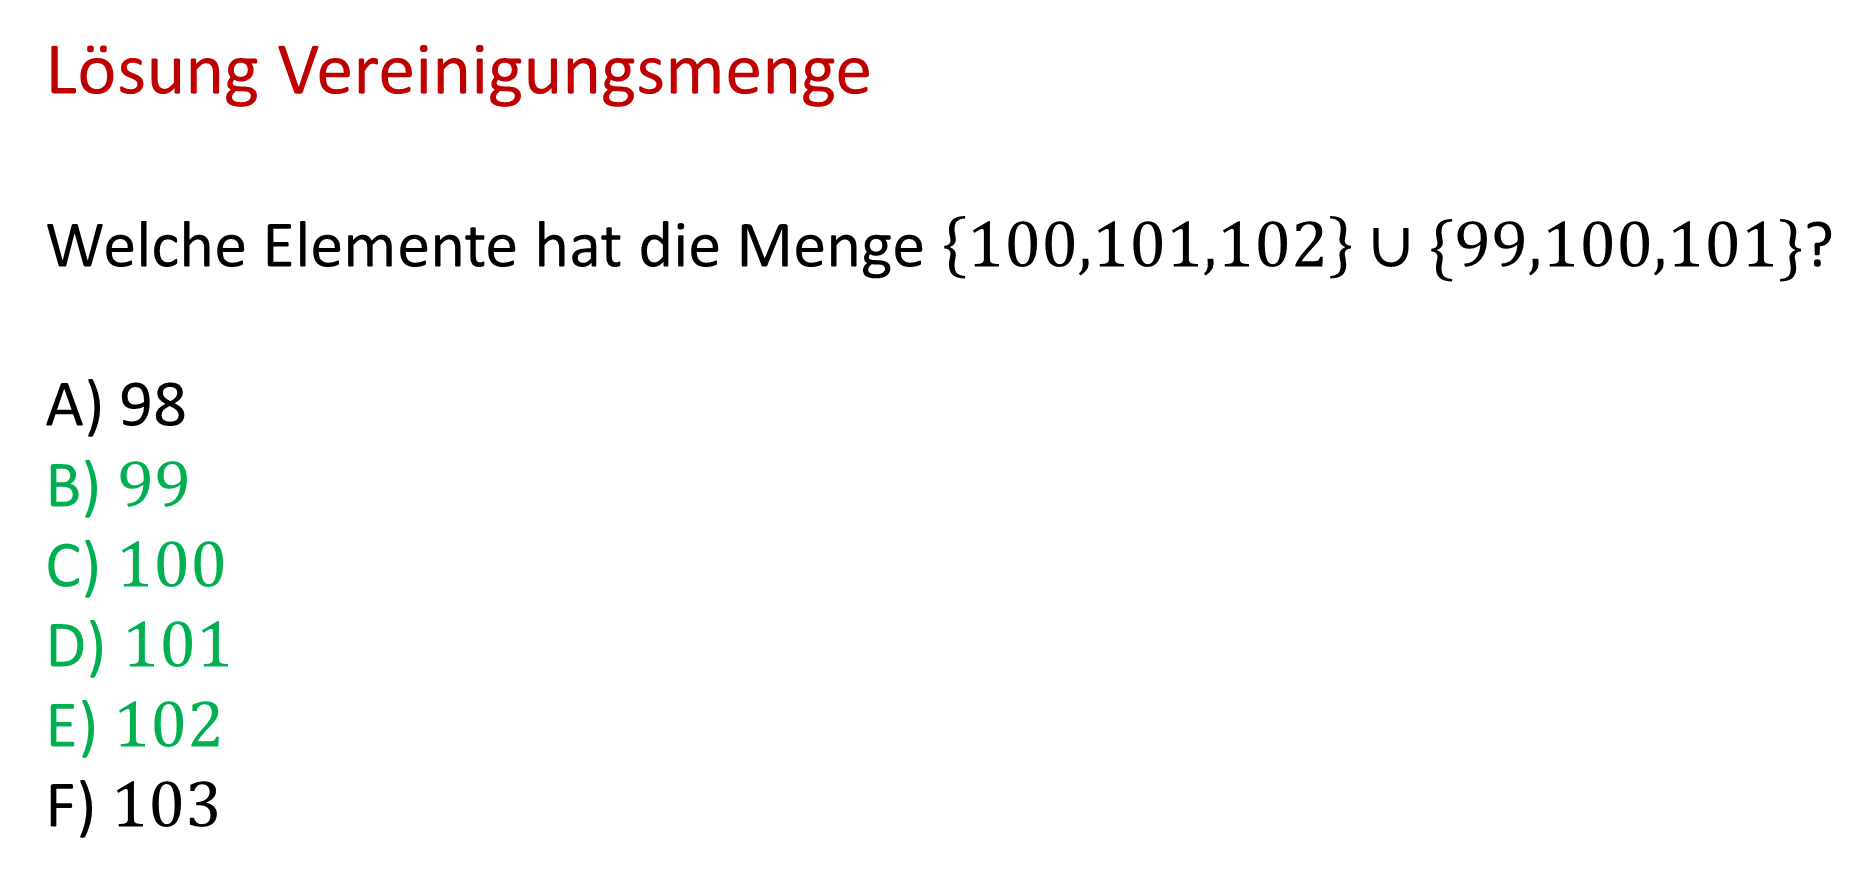 Lösung Vereinigungsmenge
Welche Elemente hat die Menge {100,101,102} ∪ {99,100,101}?
A) 98
B) 99
C) 100
D) 101
E) 102
F) 103